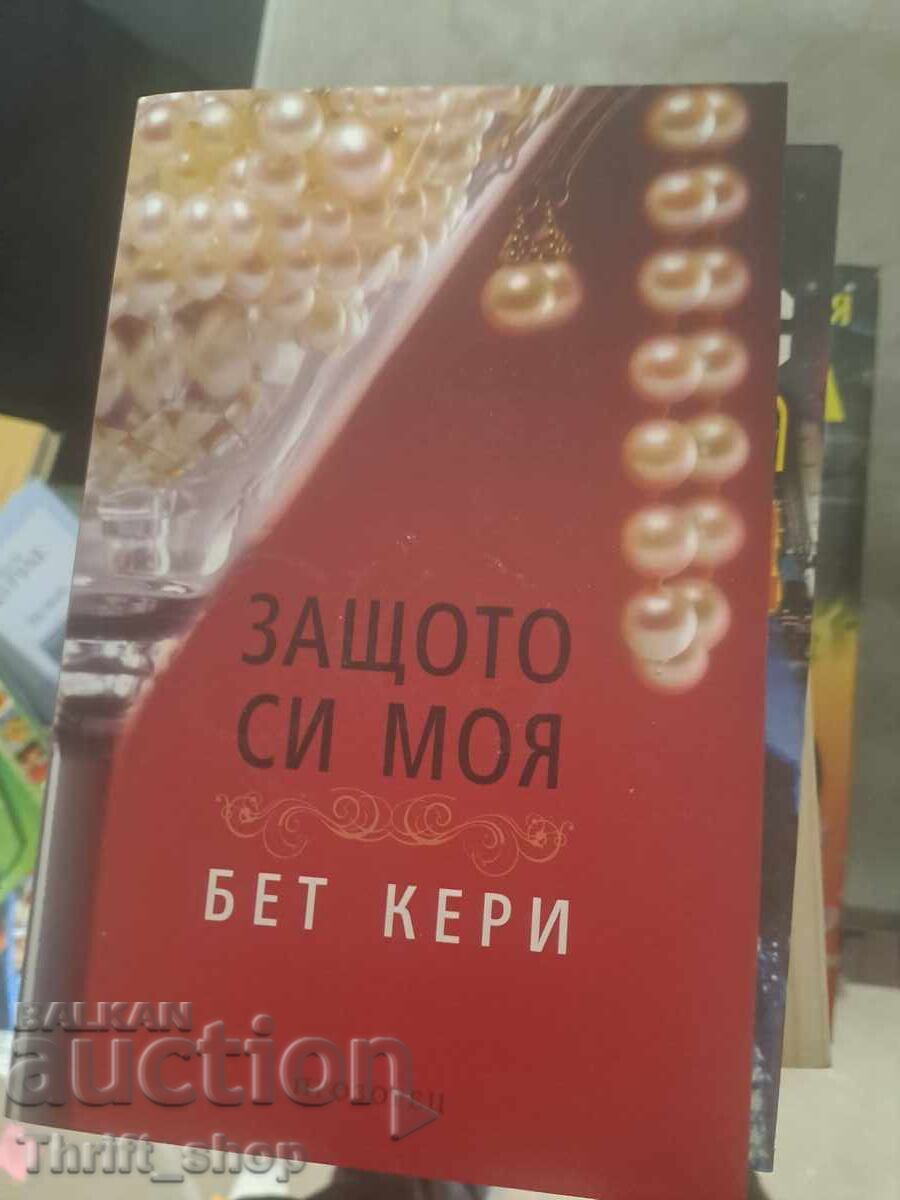 ЗАЩОТО
СИ МОЯ
БЕТ КЕРИ
BALKAN
auction
Thrift_shop
Я